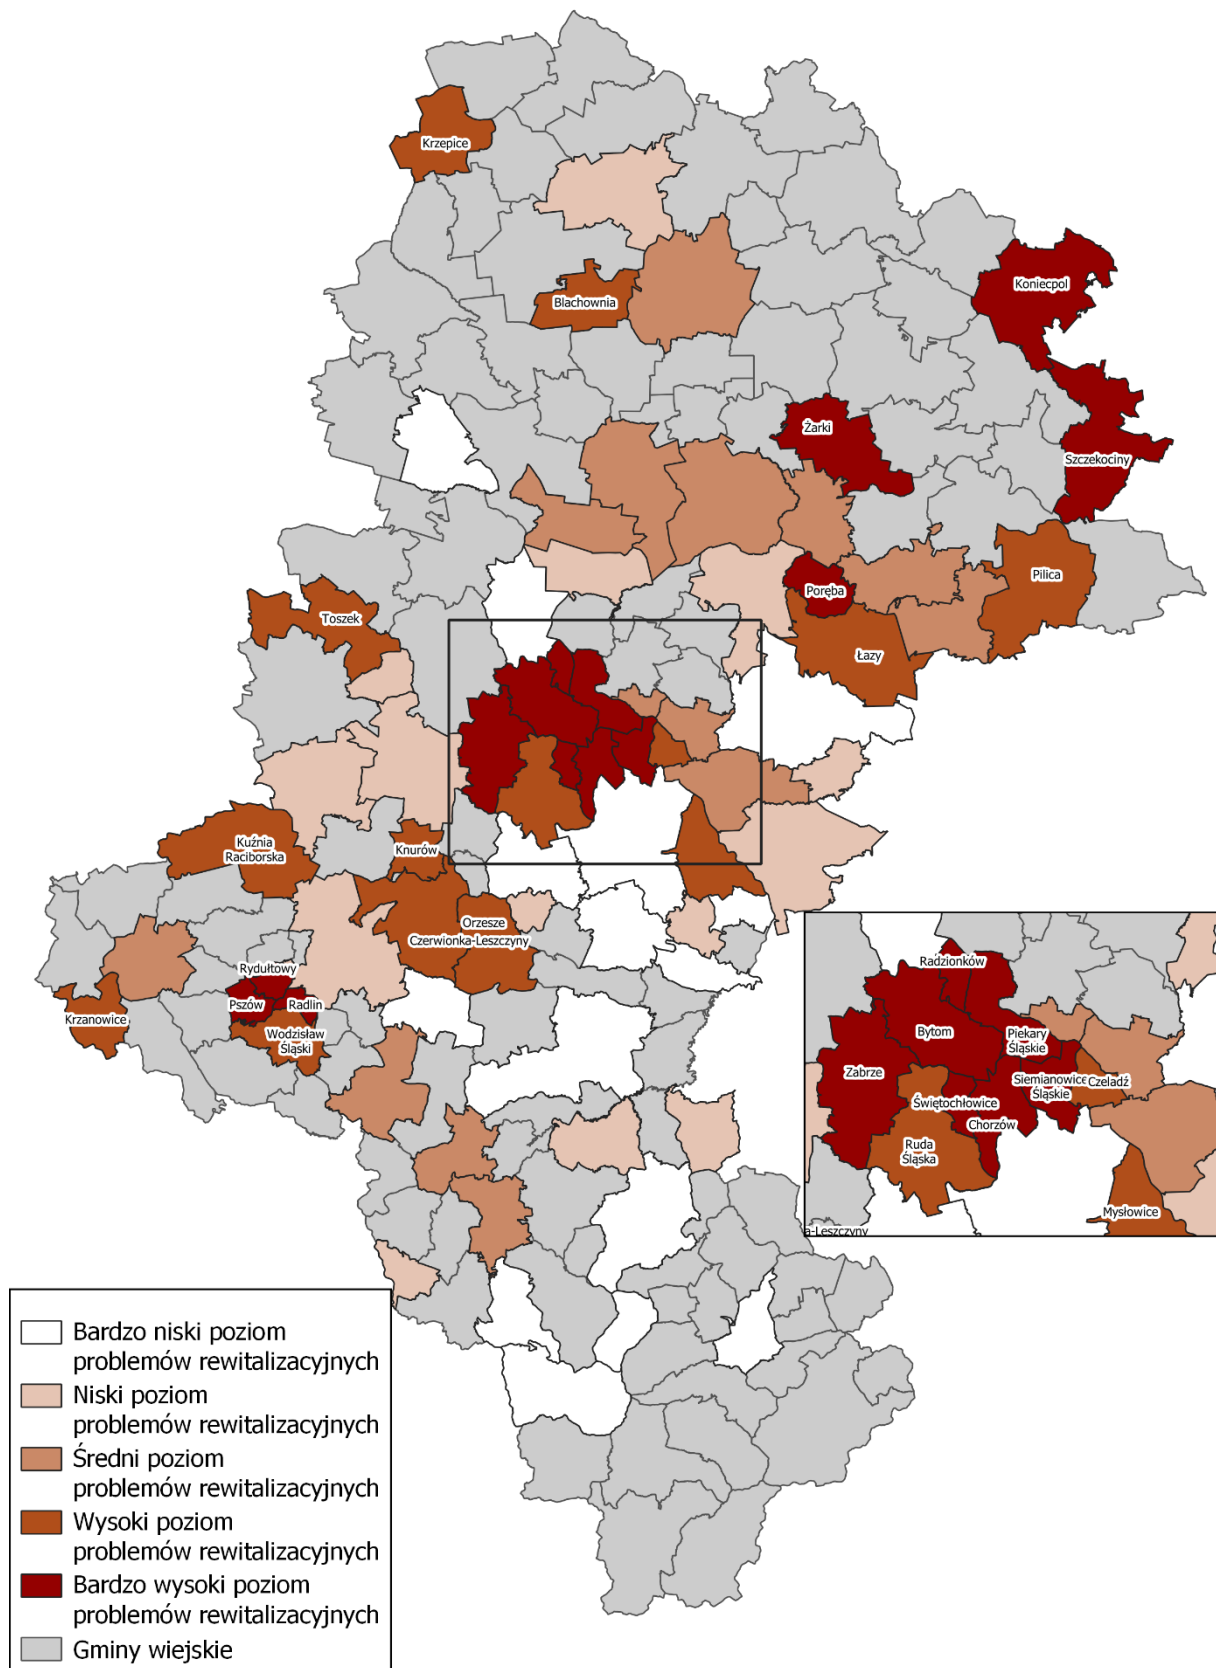 Krzepice
Koniecpol
Blachownia
Żarki
Szczekociny
Pilica
Poręba
Toszek
Łazy
Kuźnia
Raciborska
Knurów
Orzesze
Czerwionka-Leszczyny
Rydułtowy
Pszów
Radlin
Krzanowice
Wodzisław
Śląski
Radzionków
Bytom
Piekary
Śląskie
Zabrze
Siemianowice
Śląskie
Czeladź
Świętochłowice
Chorzów
Ruda
Śląska
Mysłowice
a-Leszczyny
Bardzo niski poziom
problemów rewitalizacyjnych
Niski poziom
problemów rewitalizacyjnych
Średni poziom
problemów rewitalizacyjnych
Wysoki poziom
problemów rewitalizacyjnych
Bardzo wysoki poziom
problemów rewitalizacyjnych
Gminy wiejskie